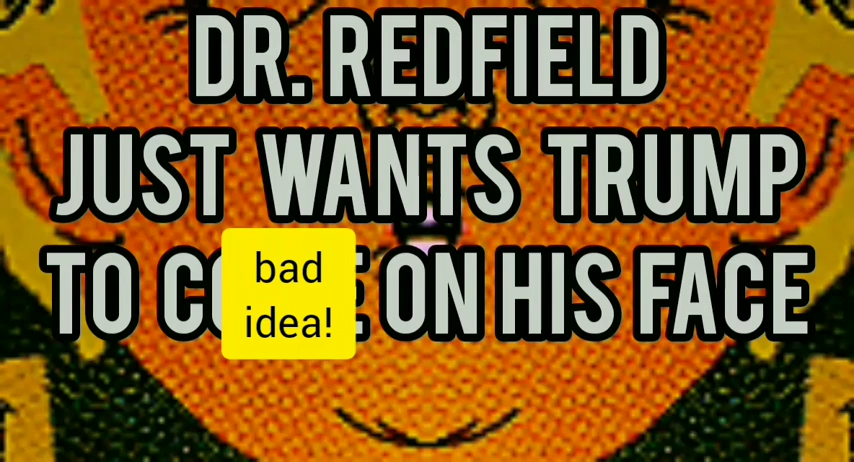 DR. REDFIELD
JUST WANTS TRUMP
TO ON HIS FACE
bad
idea!